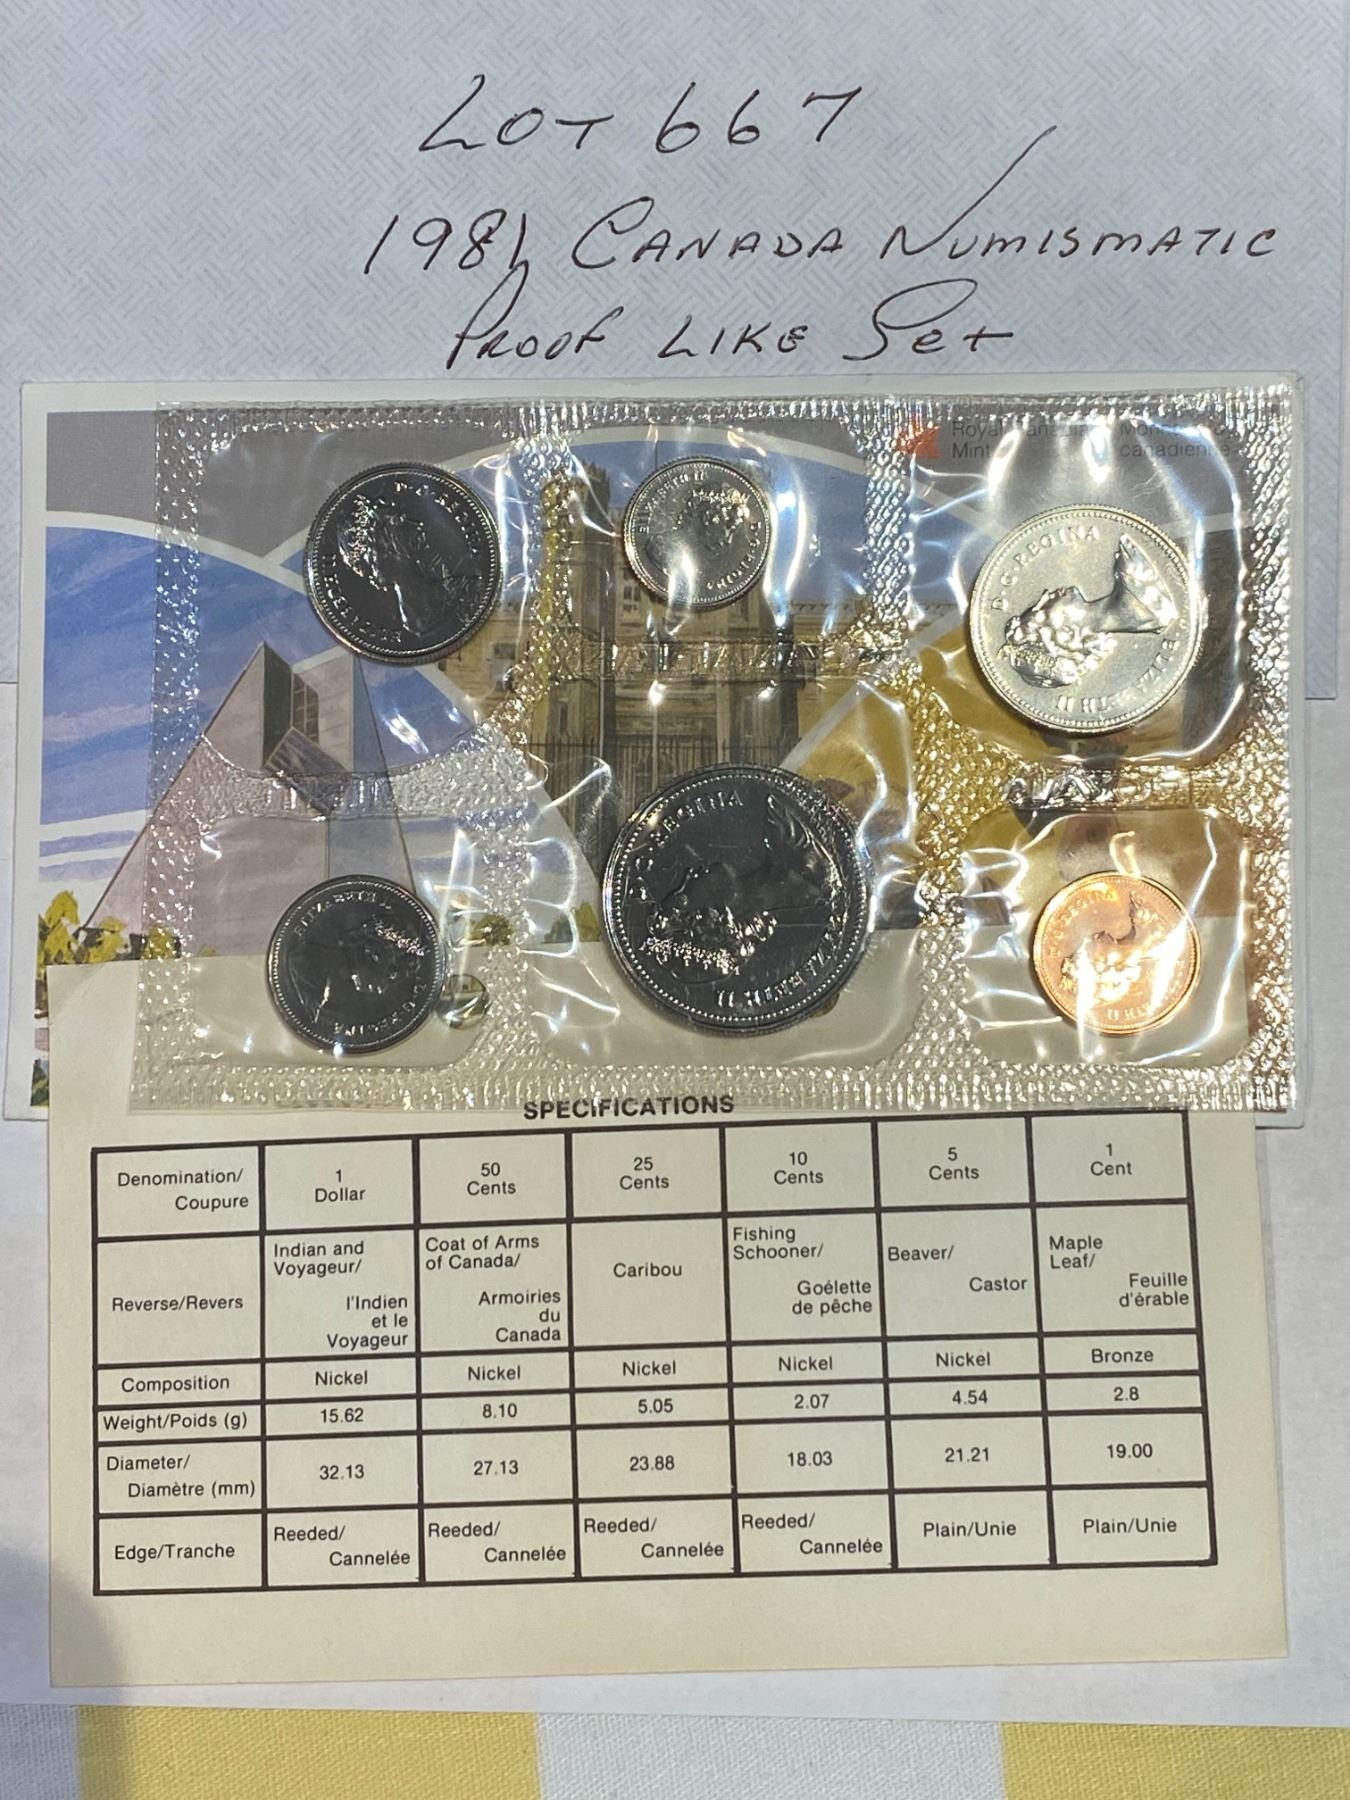 LOT 667
1981 CANADA NUMISMATIC
PROOF LIKE Set
Royal Canadian
Mint
canadienne
D·G·REGINA
ELIZABETH II
SPECIFICATIONS
Denomination/ Coupure
1 Dollar
50 Cents
25 Cents
10 Cents
5 Cents
1 Cent
Reverse/Revers
Indian and Voyageur/ l'Indien et le Voyageur
Coat of Arms of Canada/ Armoiries du Canada
Caribou
Fishing Schooner/ Goélette de pêche
Beaver/ Castor
Maple Leaf/ Feuille d'érable
Composition Nickel Nickel Nickel Nickel Nickel Bronze
Weight/Poids (g) 15.62 8.10 5.05 2.07 4.54 2.8
Diameter/ Diamètre (mm) 32.13 27.13 23.88 18.03 21.21 19.00
Edge/Tranche Reeded/ Cannelée Reeded/ Cannelée Reeded/ Cannelée Reeded/ Cannelée Plain/Unie Plain/Unie